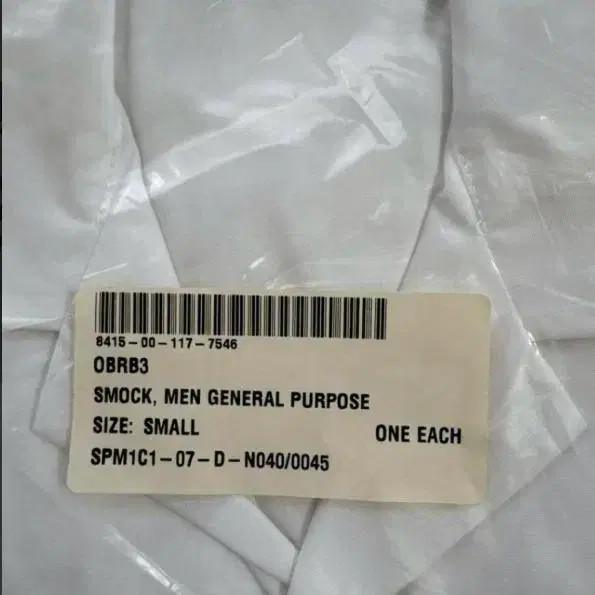 8415-00-117-7546
OBRB3
SMOCK, MEN GENERAL PURPOSE
SIZE: SMALL
ONE EACH
SPM1C1-07-D-N040/0045